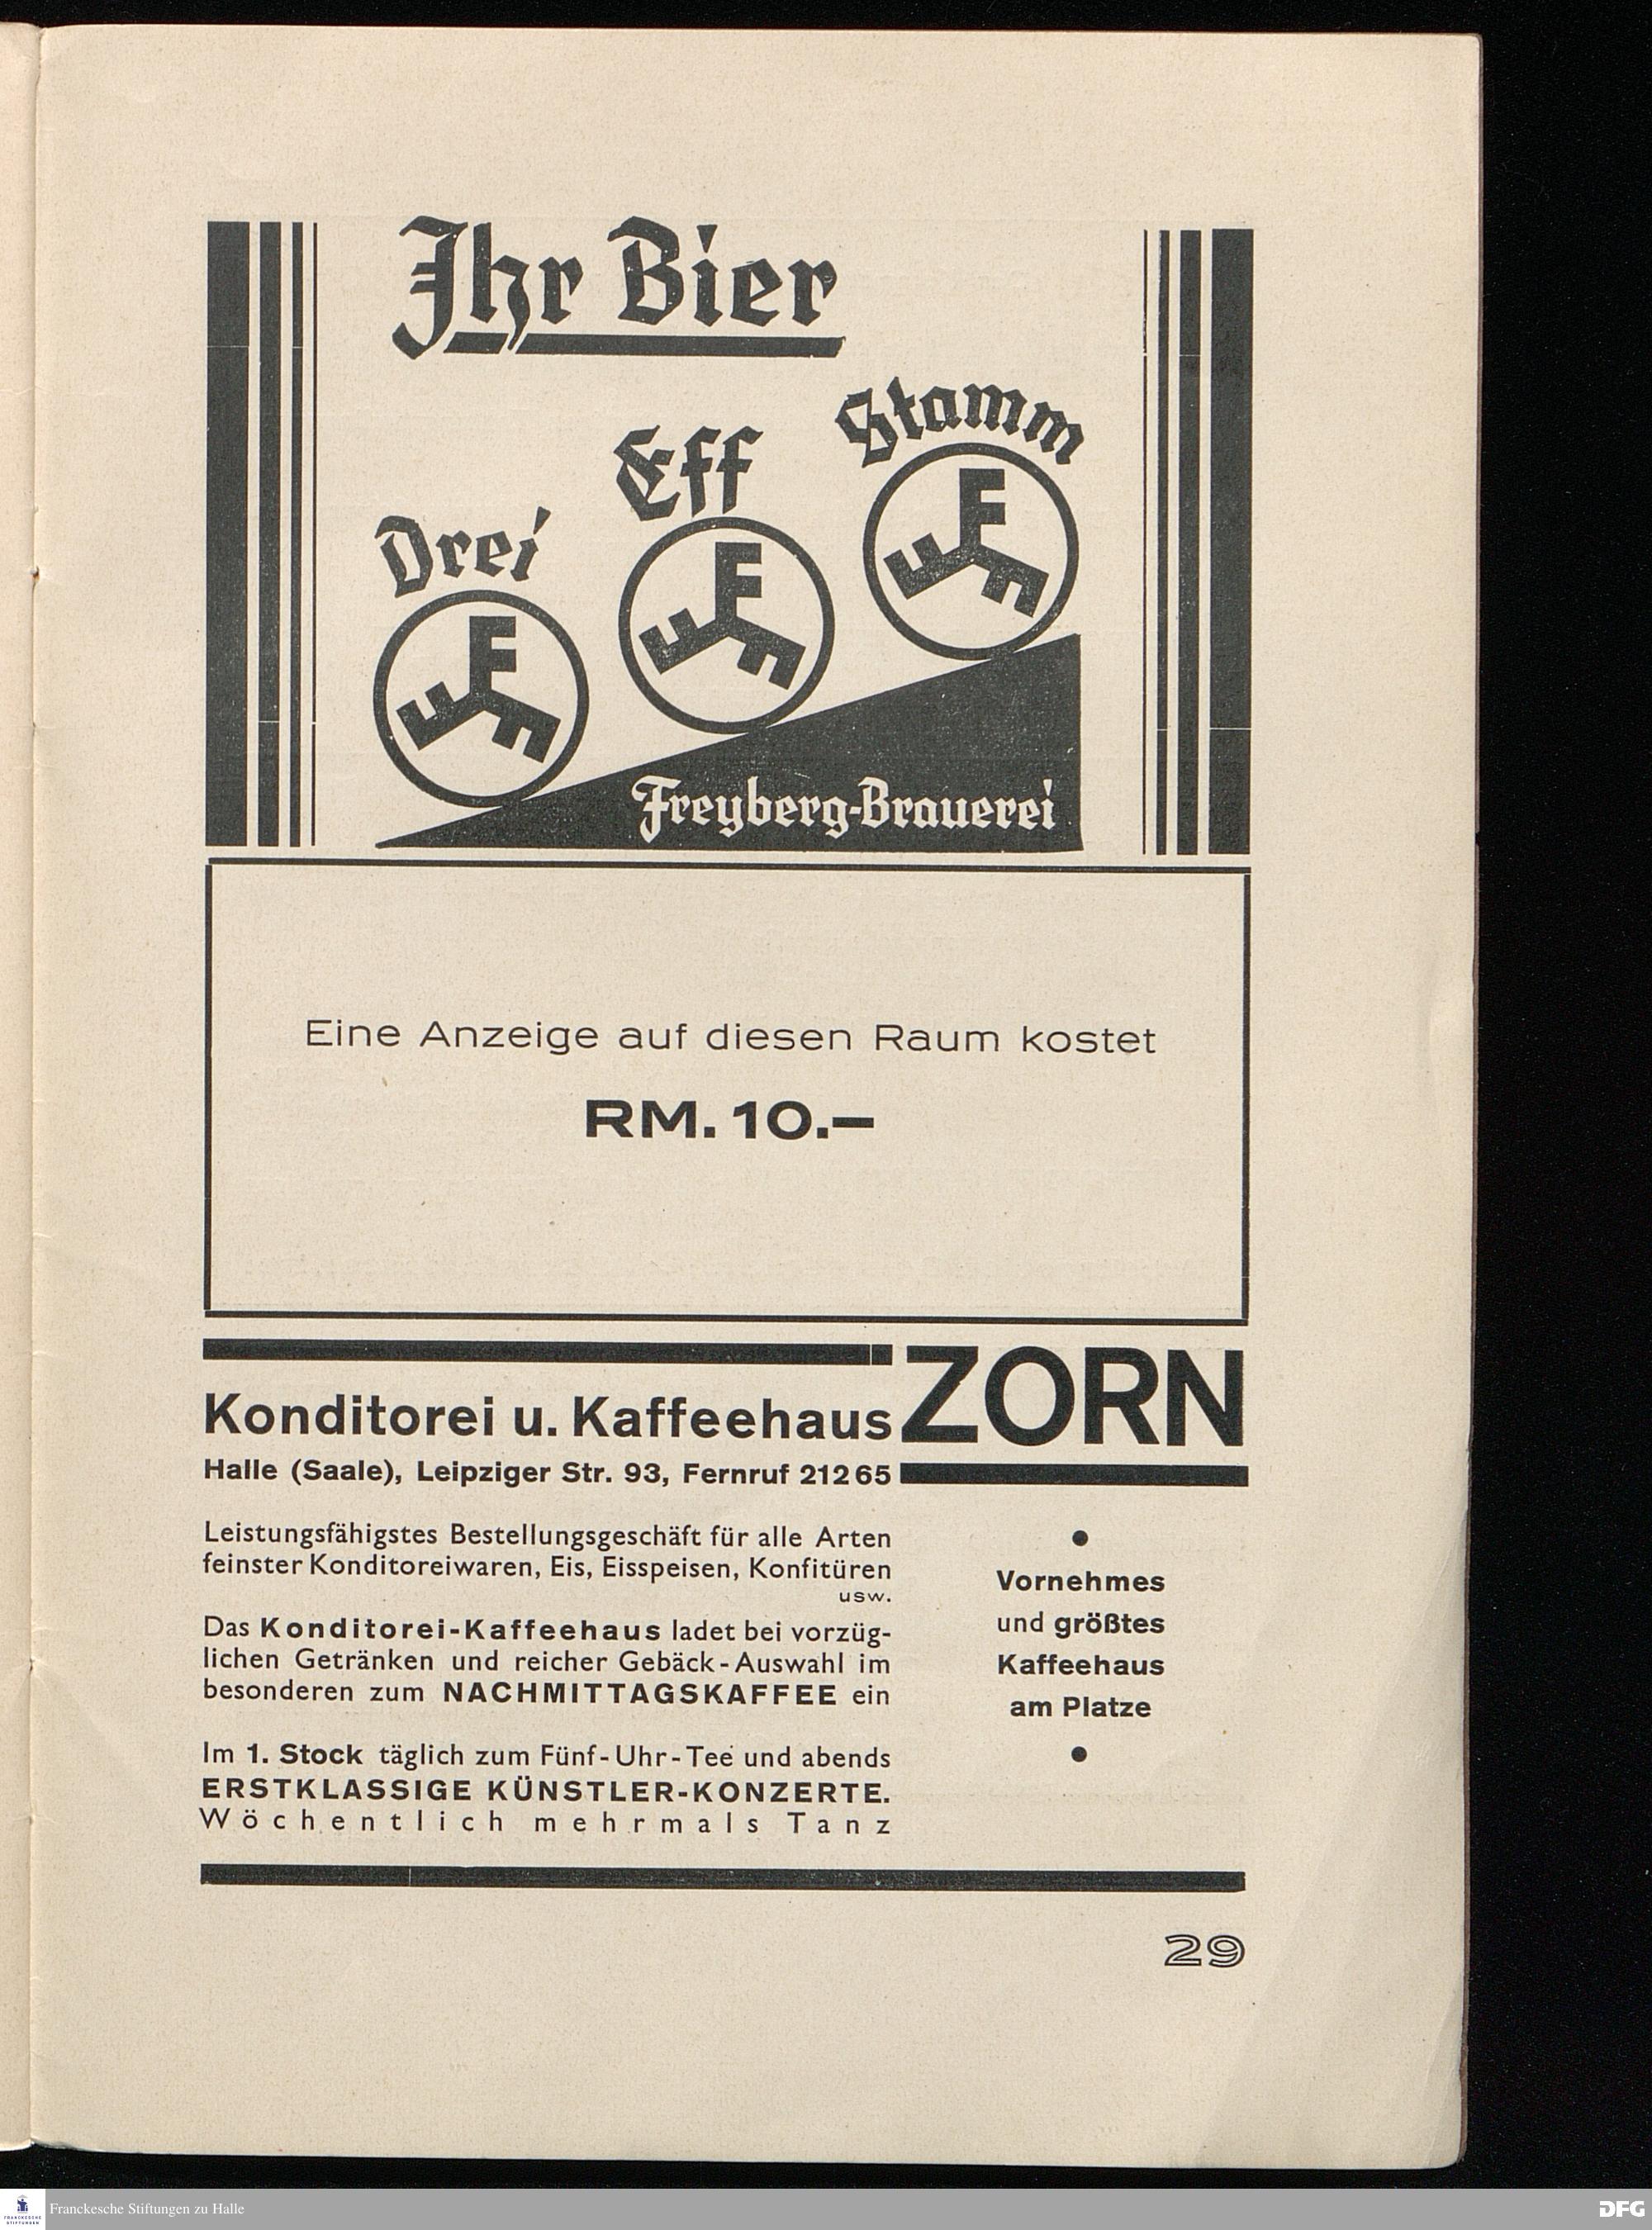 Ihr Bier
Drei Eff Stamm
F F F
F F F
F F F
Freyberg-Brauerei
Eine Anzeige auf diesen Raum kostet
RM. 10.–
Konditorei u. Kaffeehaus ZORN
Halle (Saale), Leipziger Str. 93, Fernruf 21265
Leistungsfähigstes Bestellungsgeschäft für alle Arten
feinster Konditoreiwaren, Eis, Eisspeisen, Konfitüren
usw.
Das Konditorei-Kaffeehaus ladet bei vorzüg-
lichen Getränken und reicher Gebäck-Auswahl im
besonderen zum NACHMITTAGSKAFFEE ein
Im 1. Stock täglich zum Fünf-Uhr-Tee und abends
ERSTKLASSIGE KÜNSTLER-KONZERTE.
Wöchentlich mehrmals Tanz
Vornehmes
und größtes
Kaffeehaus
am Platze
29
FRANCKESCHE
STIFTUNGEN
Franckesche Stiftungen zu Halle
DFG